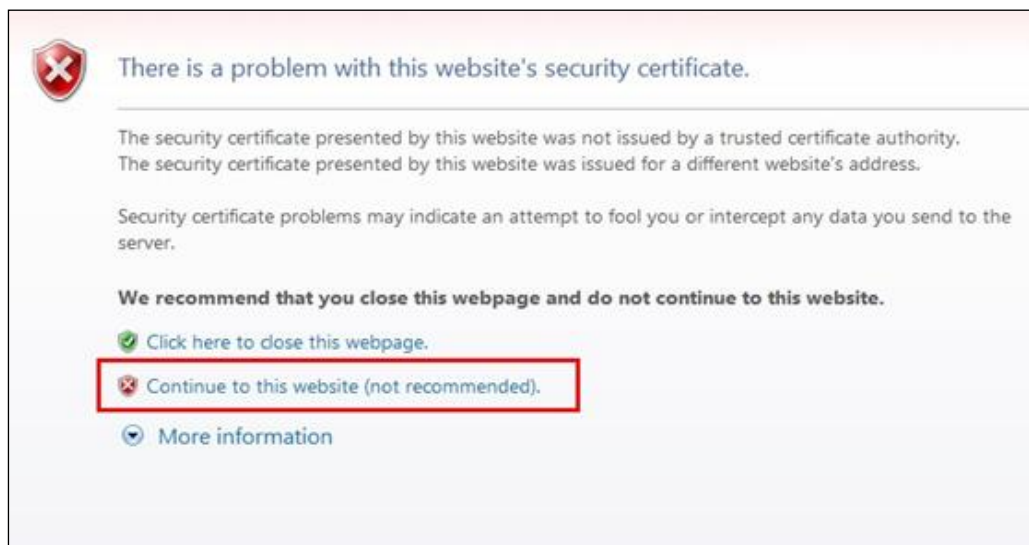 There is a problem with this website's security certificate.
The security certificate presented by this website was not issued by a trusted certificate authority.
The security certificate presented by this website was issued for a different website's address.
Security certificate problems may indicate an attempt to fool you or intercept any data you send to the
server.
We recommend that you close this webpage and do not continue to this website.
Click here to close this webpage.
Continue to this website (not recommended).
More information